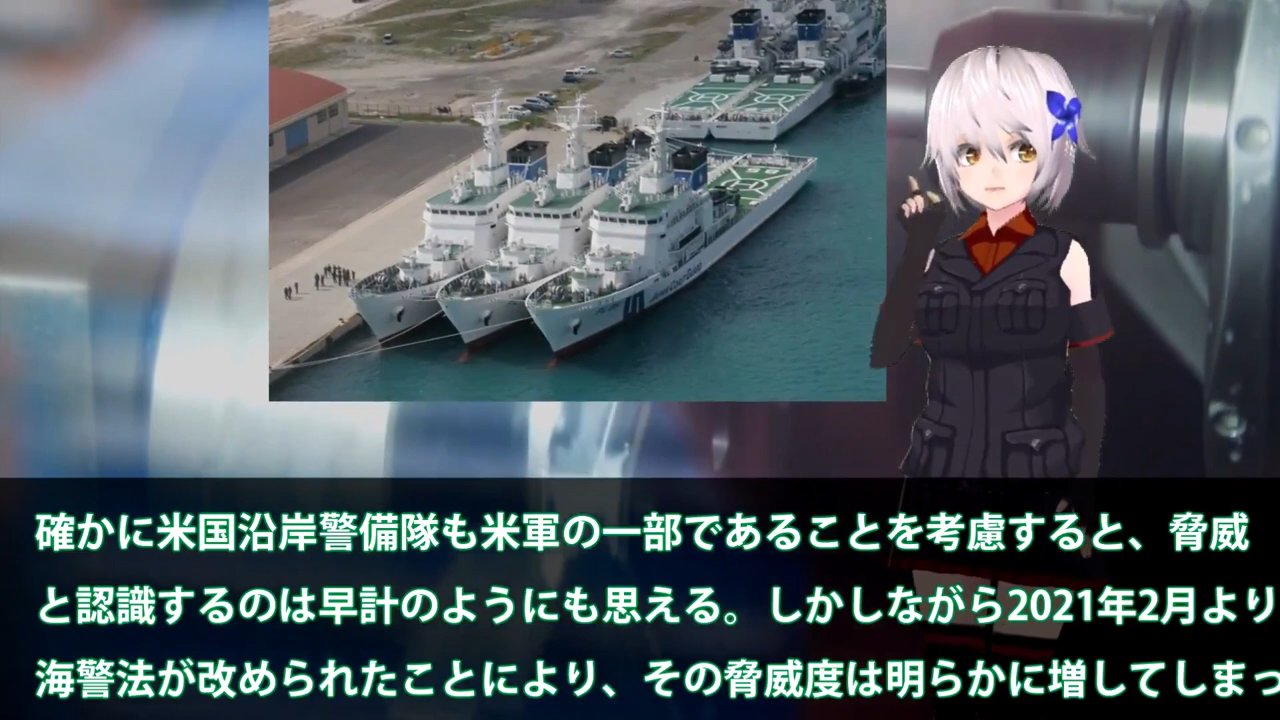 JAPAN COAST GUARD
確かに米国沿岸警備隊も米軍の一部であることを考慮すると、脅威
と認識するのは早計のようにも思える。しかしながら2021年2月より
海警法が改められたことにより、その脅威度は明らかに増してしまっ